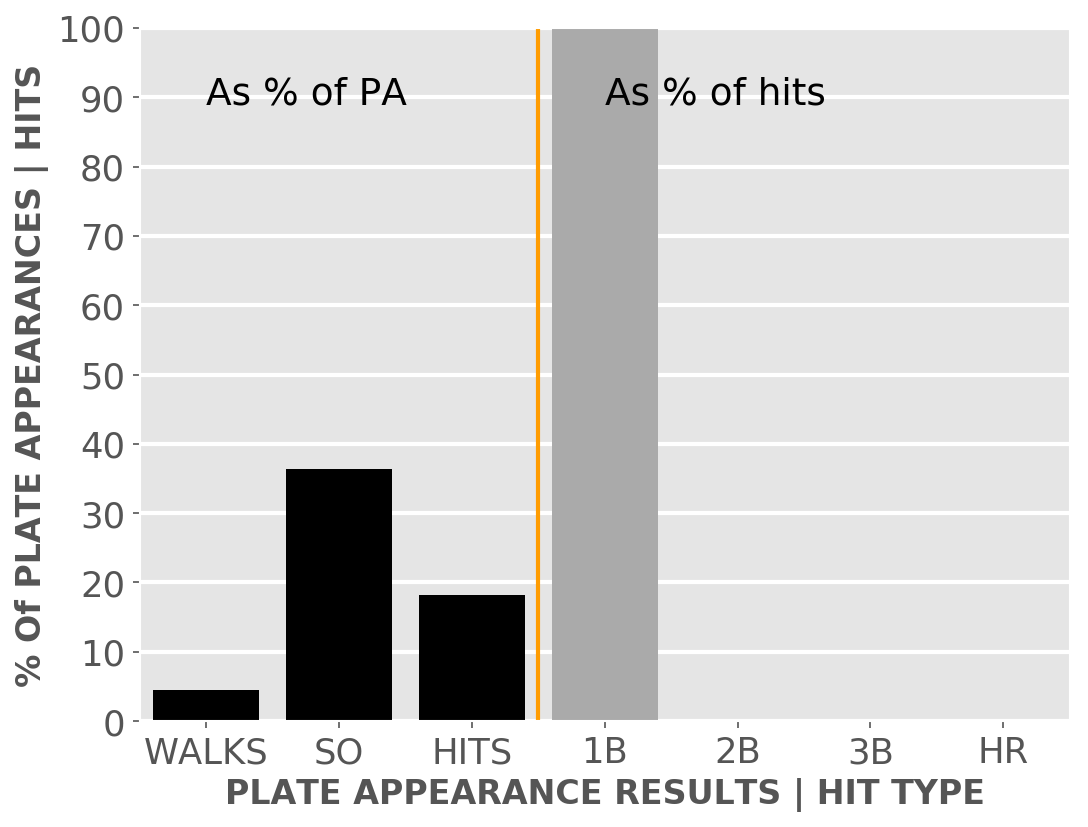 % Of PLATE APPEARANCES | HITS
100
90
80
70
60
50
40
30
20
10
0
As % of PA
As % of hits
WALKS SO HITS 1B 2B 3B HR
PLATE APPEARANCE RESULTS | HIT TYPE